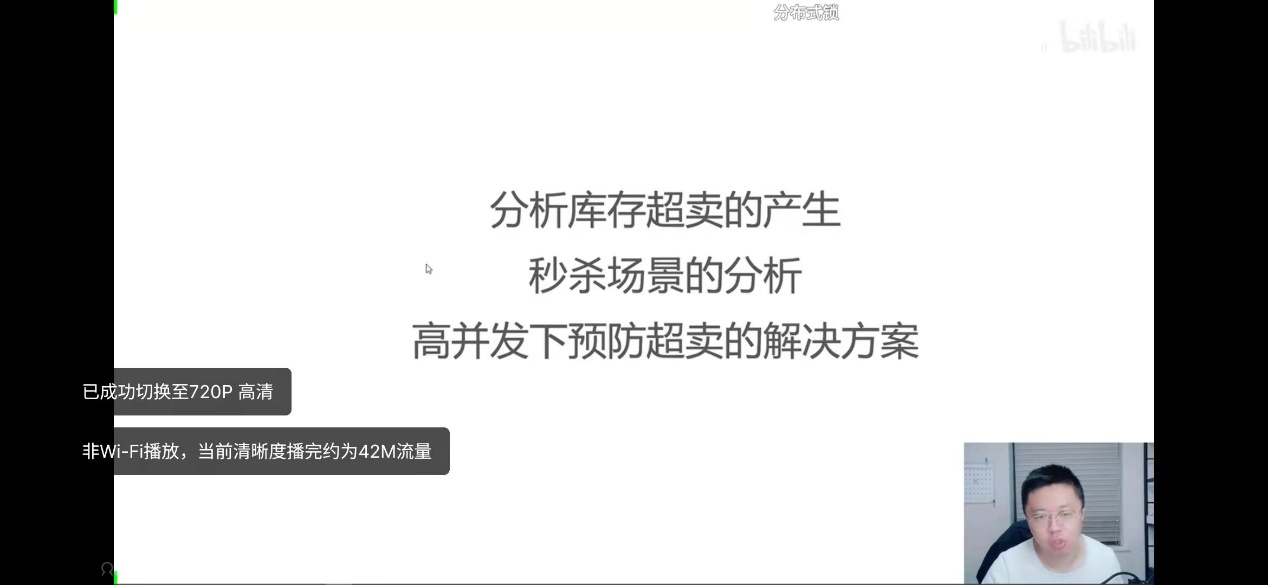 分布式锁
bilibili
分析库存超卖的产生
秒杀场景的分析
高并发下预防超卖的解决方案
已成功切换至720P 高清
非Wi-Fi播放，当前清晰度播完约为42M流量